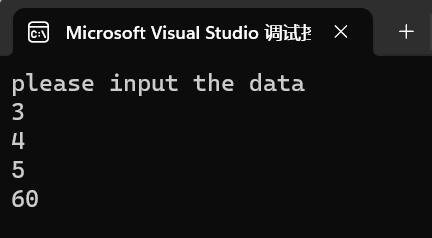 Microsoft Visual Studio 调试
please input the data
3
4
5
60